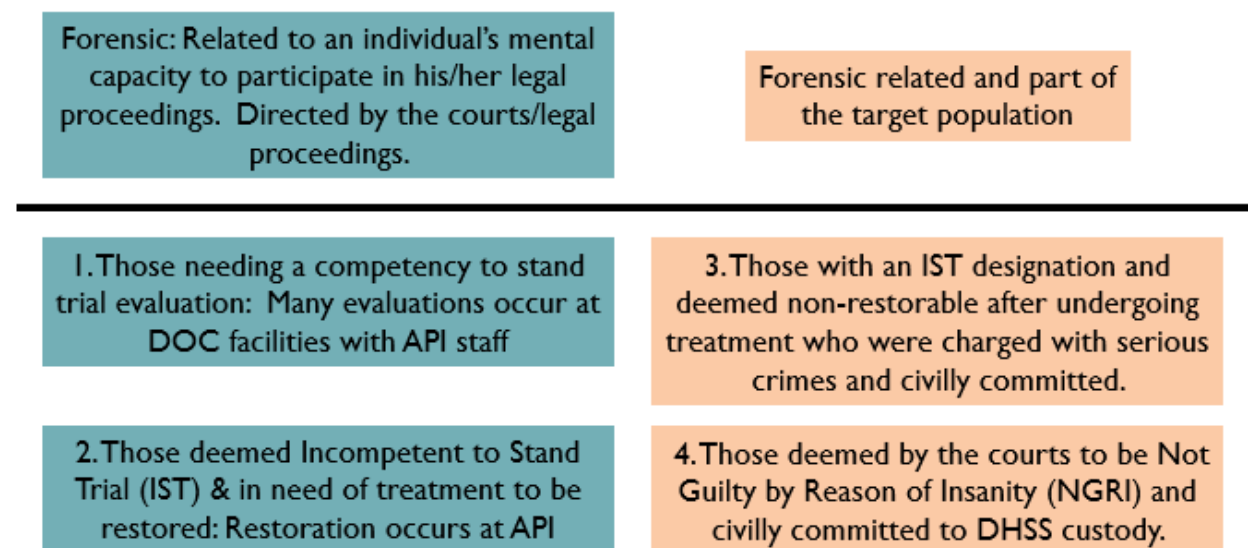 Forensic: Related to an individual's mental
capacity to participate in his/her legal
proceedings. Directed by the courts/legal
proceedings.
Forensic related and part of
the target population
1. Those needing a competency to stand
trial evaluation: Many evaluations occur at
DOC facilities with API staff
2. Those deemed Incompetent to Stand
Trial (IST) & in need of treatment to be
restored: Restoration occurs at API
3. Those with an IST designation and
deemed non-restorable after undergoing
treatment who were charged with serious
crimes and civilly committed.
4. Those deemed by the courts to be Not
Guilty by Reason of Insanity (NGRI) and
civilly committed to DHSS custody.